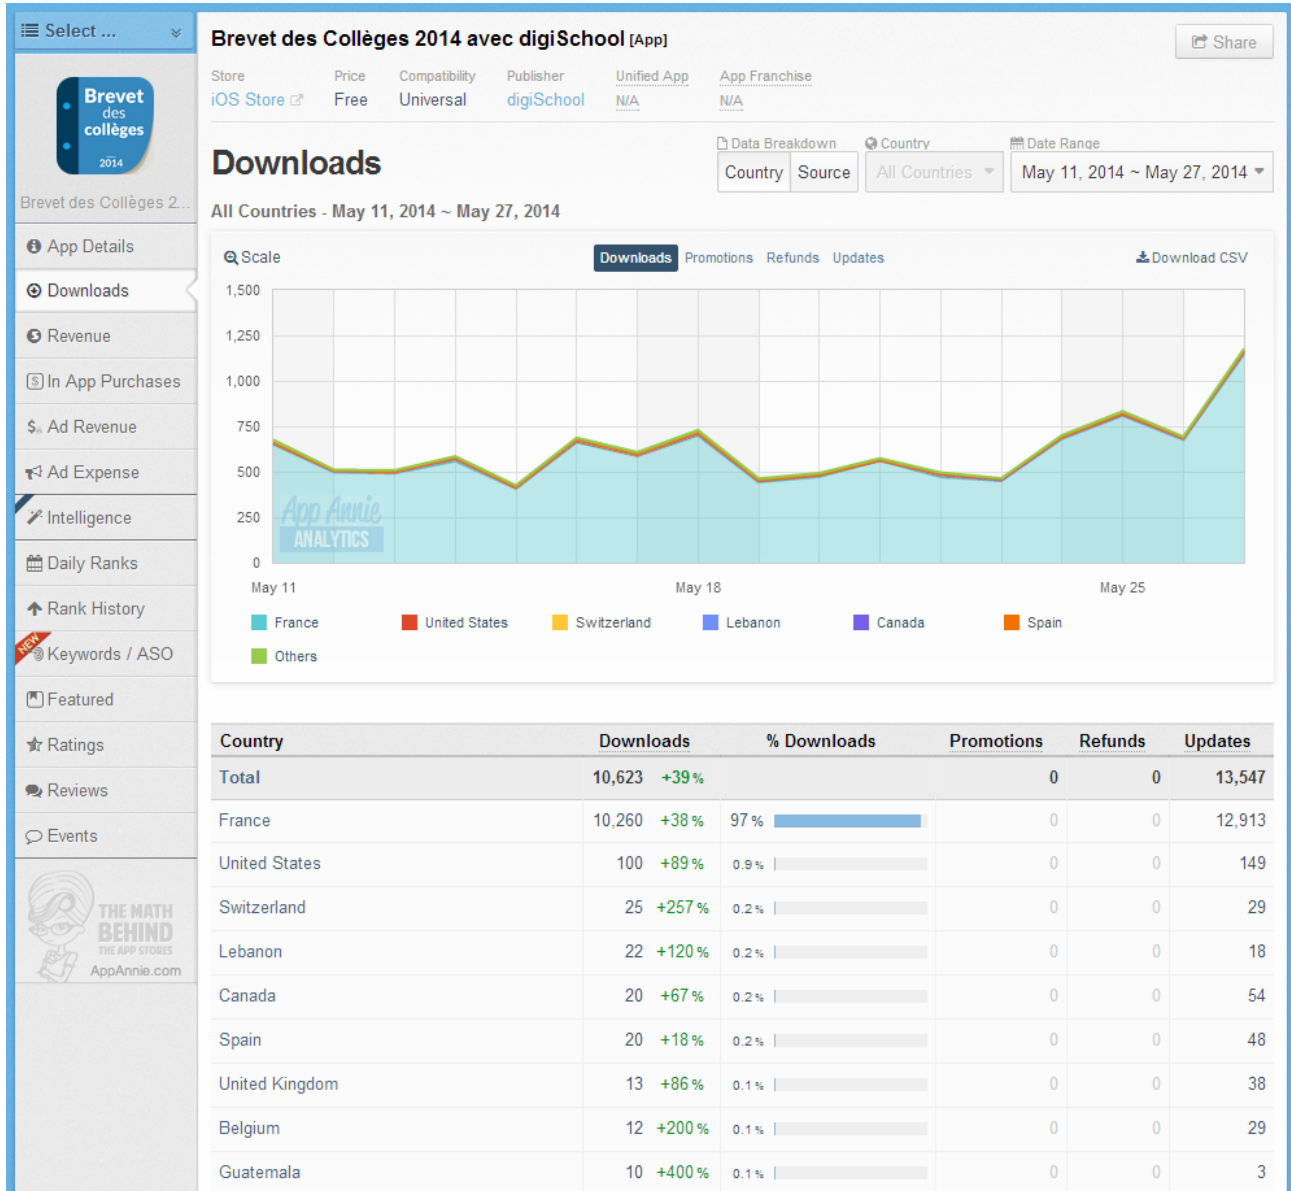 Select ...
Brevet des Collèges 2014 avec digiSchool [App]
Share
Store Price Compatibility Publisher Unified App App Franchise
iOS Store Free Universal digiSchool N/A N/A
Brevet
des
collèges
2014
Brevet des Collèges 2...
Downloads
Data Breakdown Country Date Range
Country Source All Countries May 11, 2014 ~ May 27, 2014
All Countries - May 11, 2014 ~ May 27, 2014
App Details
Downloads
Revenue
In App Purchases
Ad Revenue
Ad Expense
Intelligence
Daily Ranks
Rank History
NEW
Keywords / ASO
Featured
Ratings
Reviews
Events
THE MATH
BEHIND
THE APP STORES
AppAnnie.com
Scale Downloads Promotions Refunds Updates Download CSV
1,500
1,250
1,000
750
500
250
0
App Annie
ANALYTICS
May 11 May 18 May 25
France United States Switzerland Lebanon Canada Spain
Others
Country Downloads % Downloads Promotions Refunds Updates
Total 10,623 +39% 0 0 13,547
France 10,260 +38% 97% 0 0 12,913
United States 100 +89% 0.9% 0 0 149
Switzerland 25 +257% 0.2% 0 0 29
Lebanon 22 +120% 0.2% 0 0 18
Canada 20 +67% 0.2% 0 0 54
Spain 20 +18% 0.2% 0 0 48
United Kingdom 13 +86% 0.1% 0 0 38
Belgium 12 +200% 0.1% 0 0 29
Guatemala 10 +400% 0.1% 0 0 3